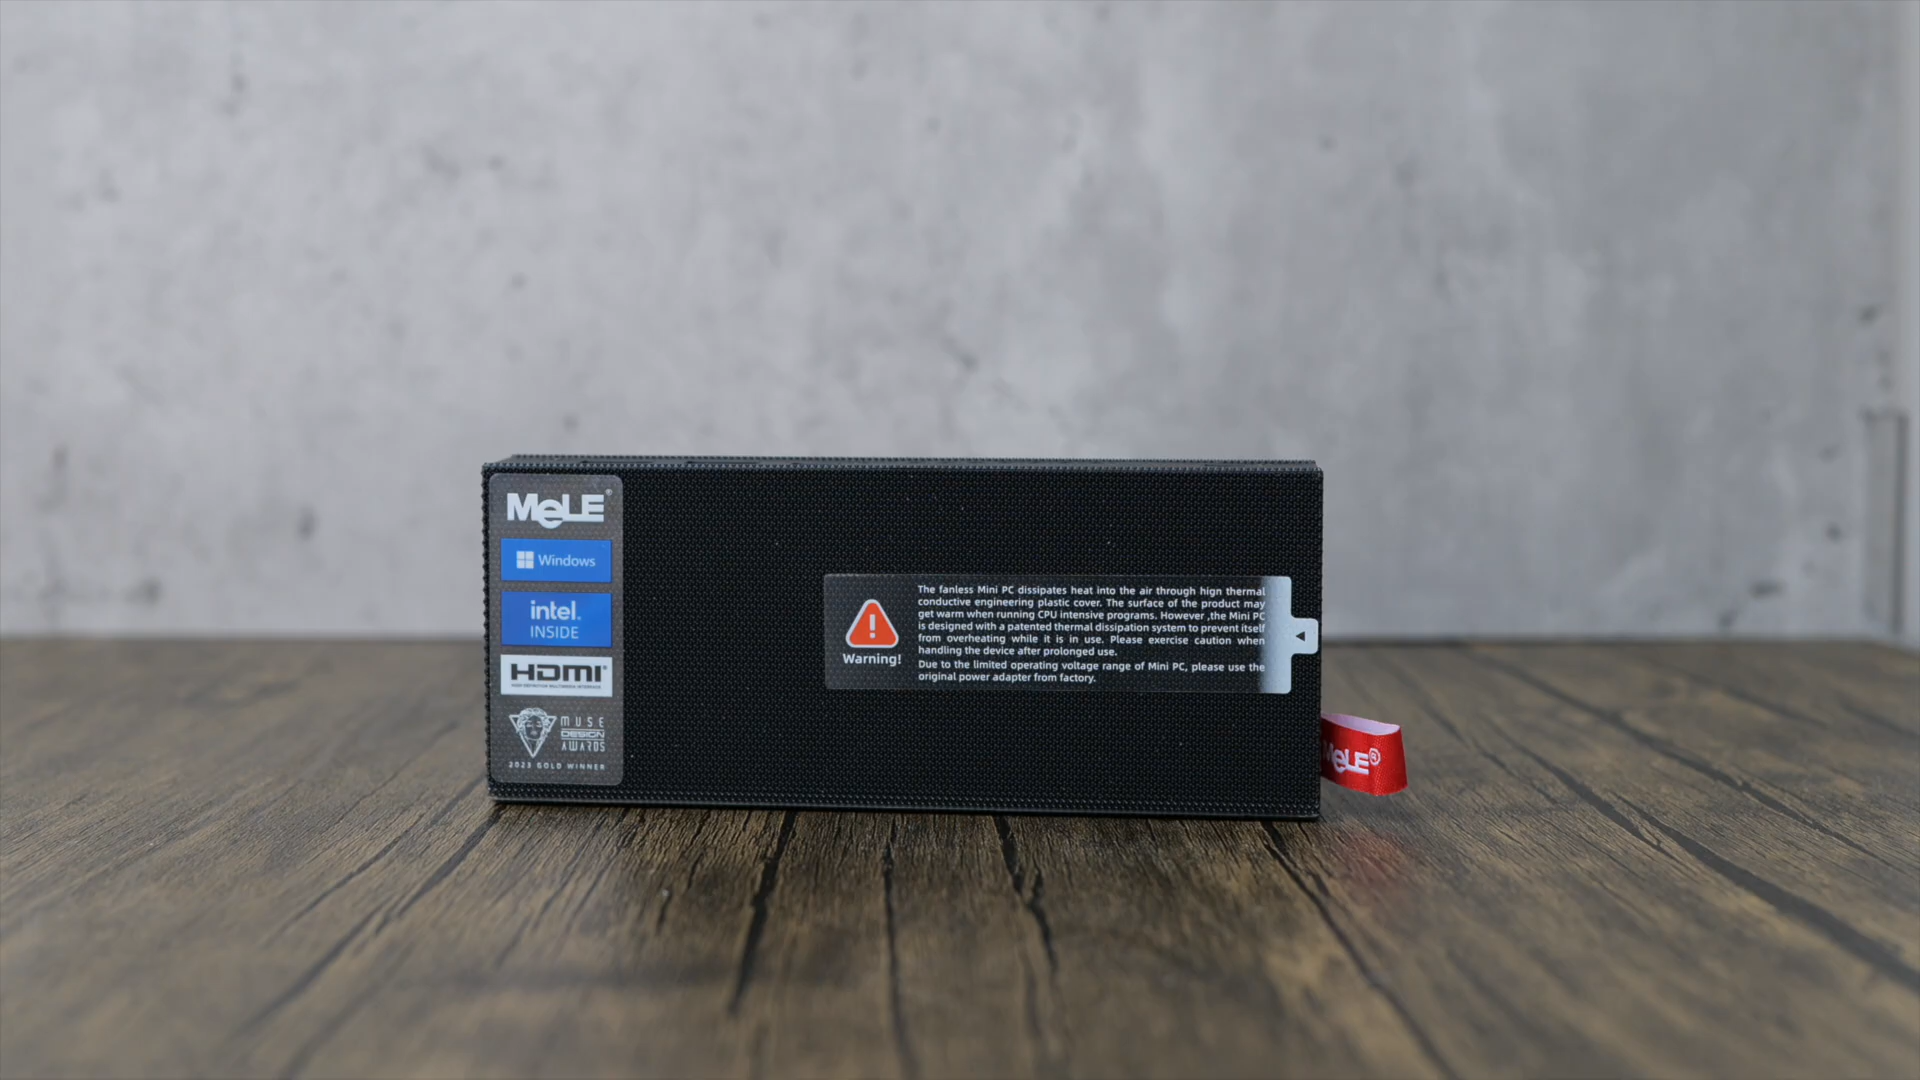 MeLE®
Windows
intel.
INSIDE
HDMI®
HIGH-DEFINITION MULTIMEDIA INTERFACE
MUSE
DESIGN
AWARDS
2023 GOLD WINNER
Warning!
The fanless Mini PC dissipates heat into the air through hign thermal
conductive engineering plastic cover. The surface of the product may
get warm when running CPU intensive programs. However ,the Mini PC
is designed with a patented thermal dissipation system to prevent itself
from overheating while it is in use. Please exercise caution when
handling the device after prolonged use.
Due to the limited operating voltage range of Mini PC, please use the
original power adapter from factory.
MeLE®